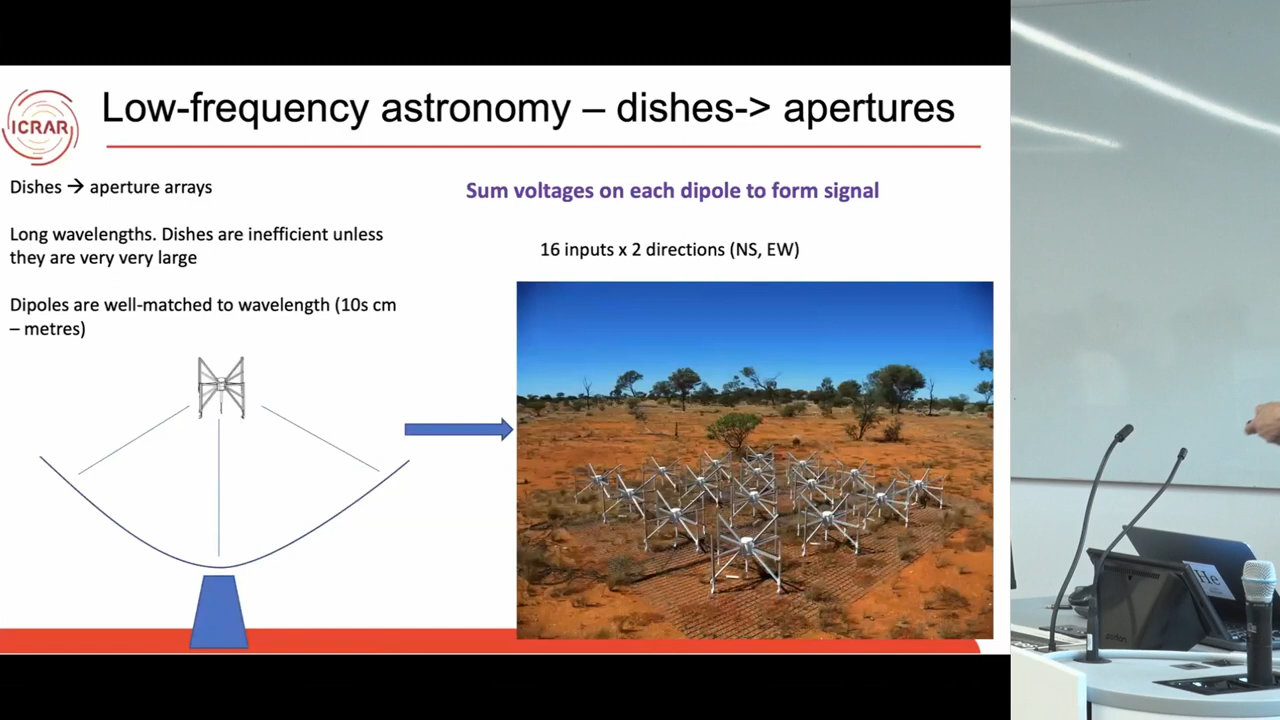 ICRAR
Low-frequency astronomy – dishes-> apertures
Dishes → aperture arrays
Long wavelengths. Dishes are inefficient unless
they are very very large
Dipoles are well-matched to wavelength (10s cm
– metres)
Sum voltages on each dipole to form signal
16 inputs x 2 directions (NS, EW)
He